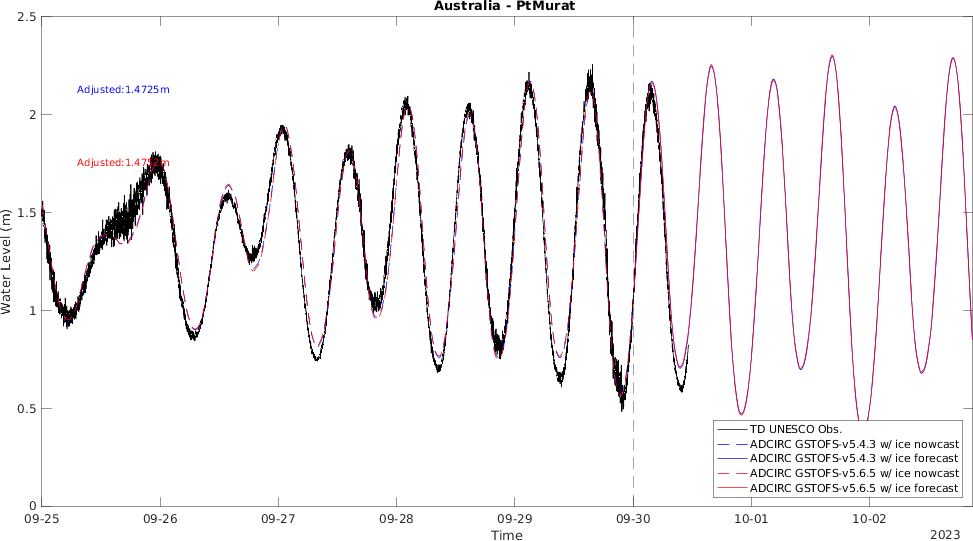 Australia - PtMurat
2.5
2
1.5
1
0.5
0
Water Level (m)
Adjusted:1.4725m
TD UNESCO Obs.
ADCIRC GSTOFS-v5.4.3 w/ ice nowcast
ADCIRC GSTOFS-v5.4.3 w/ ice forecast
ADCIRC GSTOFS-v5.6.5 w/ ice nowcast
ADCIRC GSTOFS-v5.6.5 w/ ice forecast
09-25
09-26
09-27
09-28
09-29
09-30
10-01
10-02
Time
2023